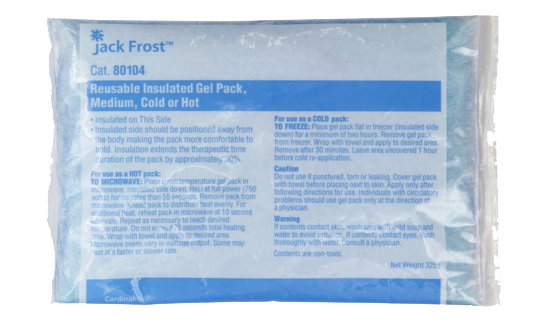 jack Frost™
Cat. 80104
Reusable Insulated Gel Pack,
Medium, Cold or Hot
• Insulated on This Side
• Insulated side should be positioned away from
the body making the pack more comfortable to
hold. Insulation extends the therapeutic time
duration of the pack by approximately 30%.
For use as a HOT pack:
TO MICROWAVE: Place room temperature gel pack in
microwave, insulated side down. Heat at full power (750
watts) for no more than 55 seconds. Remove pack from
microwave. Knead pack to distribute heat evenly. For
additional heat, reheat pack in microwave at 10 second
intervals. Repeat as necessary to reach desired
temperature. Do not exceed 75 seconds total heating
time. Wrap with towel and apply to desired area.
Microwave ovens vary in wattage output. Some may
heat at a faster or slower rate.
For use as a COLD pack:
TO FREEZE: Place gel pack flat in freezer (insulated side
down) for a minimum of two hours. Remove gel pack
from freezer. Wrap with towel and apply to desired area.
Remove after 30 minutes. Leave area uncovered 1 hour
before cold re-application.
Caution
Do not use if punctured, torn or leaking. Cover gel pack
with towel before placing next to skin. Apply only after
following directions for use. Individuals with circulatory
problems should use gel pack only at the direction of
a physician.
Warning
If contents contact skin, wash area with mild soap and
water to avoid irritation. If contents contact eyes, flush
thoroughly with water. Consult a physician.
Contents are non-toxic.
Net Weight 325
CardinalHealth